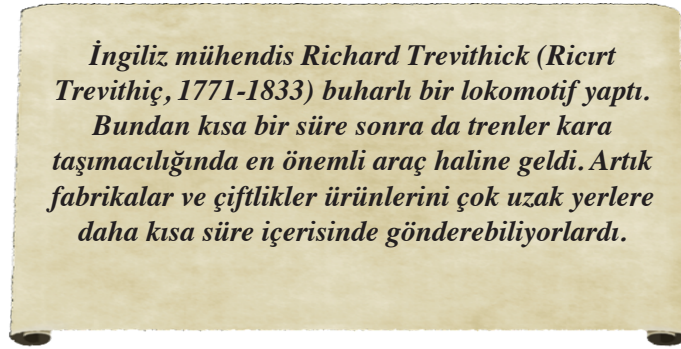 İngiliz mühendis Richard Trevithick (Ricırt
Trevithiç, 1771-1833) buharlı bir lokomotif yaptı.
Bundan kısa bir süre sonra da trenler kara
taşımacılığında en önemli araç haline geldi. Artık
fabrikalar ve çiftlikler ürünlerini çok uzak yerlere
daha kısa süre içerisinde gönderebiliyorlardı.